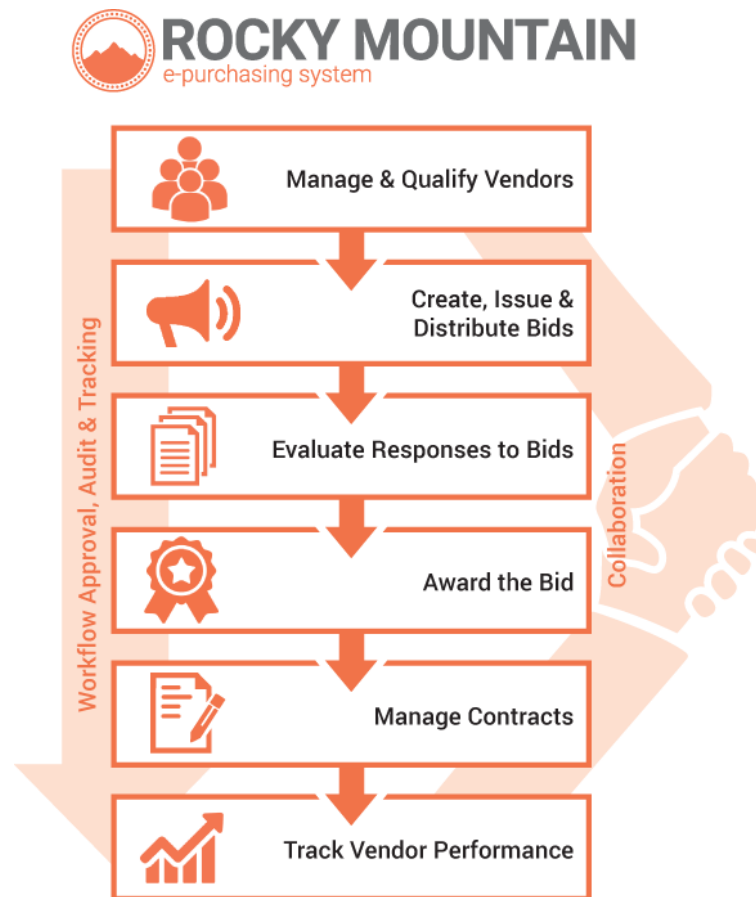 ROCKY MOUNTAIN
e-purchasing system
Manage & Qualify Vendors
Create, Issue &
Distribute Bids
Evaluate Responses to Bids
Award the Bid
Manage Contracts
Track Vendor Performance
Workflow Approval, Audit & Tracking
Collaboration